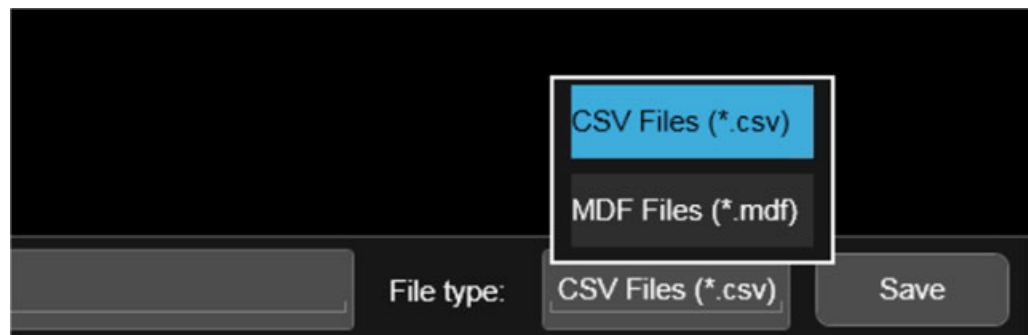 CSV Files (*.csv)
MDF Files (*.mdf)
File type: CSV Files (*.csv) Save